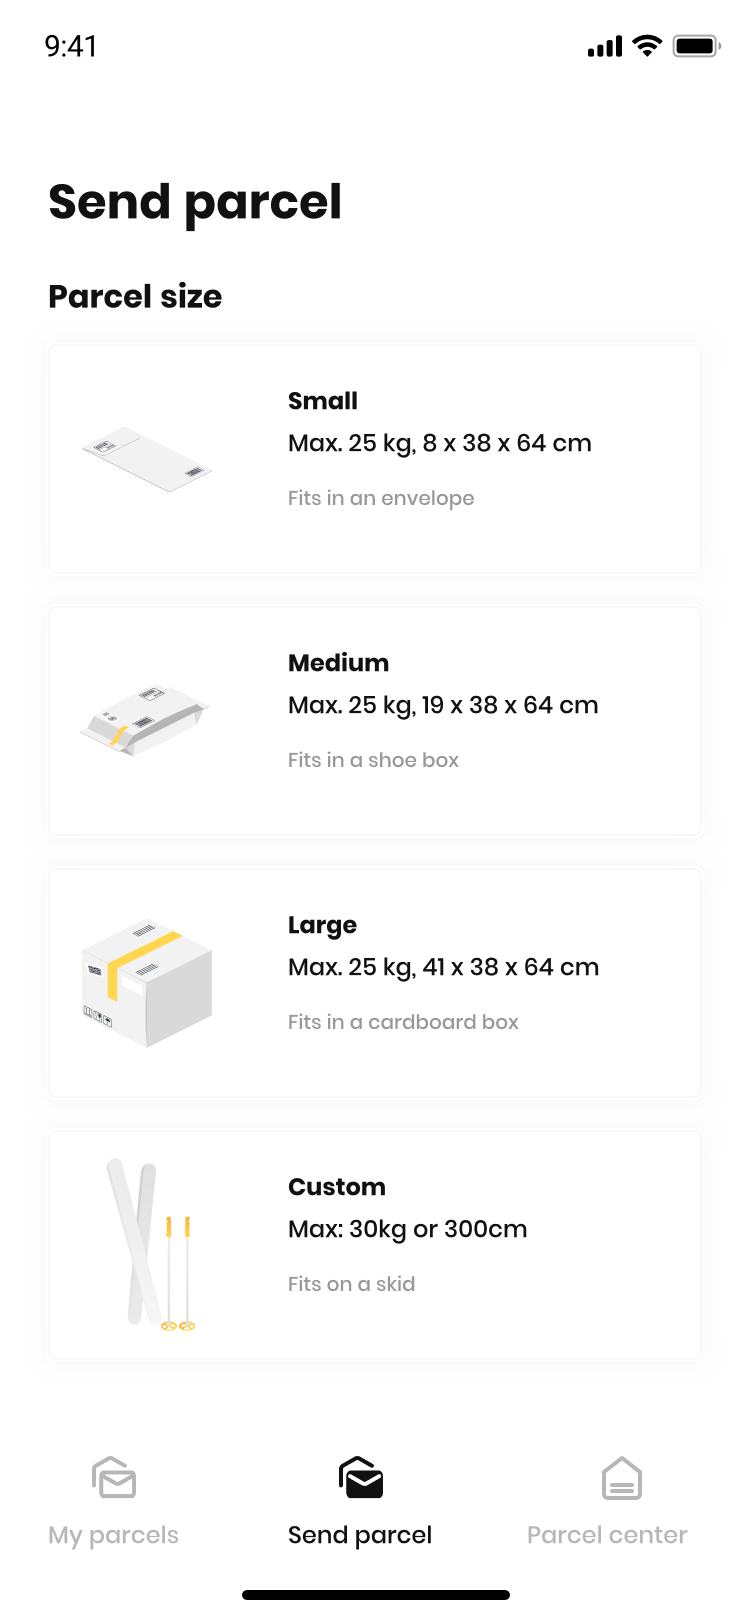 9:41
Send parcel
Parcel size
Small
Max. 25 kg, 8 x 38 x 64 cm
Fits in an envelope
Medium
Max. 25 kg, 19 x 38 x 64 cm
Fits in a shoe box
Large
Max. 25 kg, 41 x 38 x 64 cm
Fits in a cardboard box
Custom
Max: 30kg or 300cm
Fits on a skid
My parcels
Send parcel
Parcel center